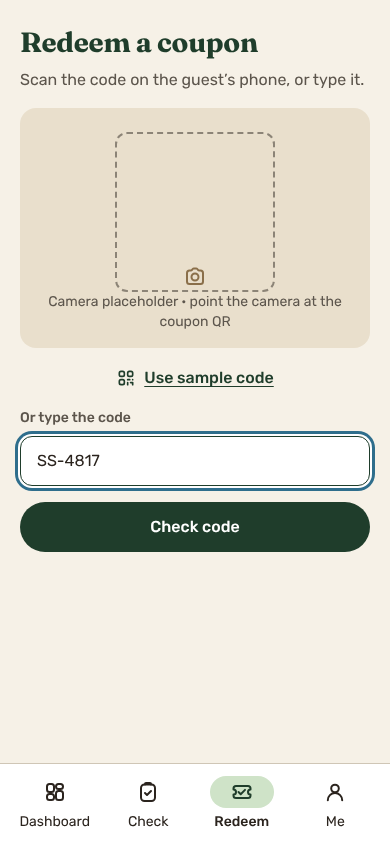 Redeem a coupon
Scan the code on the guest’s phone, or type it.
Camera placeholder • point the camera at the
coupon QR
Use sample code
Or type the code
SS-4817
Check code
Dashboard
Check
Redeem
Me